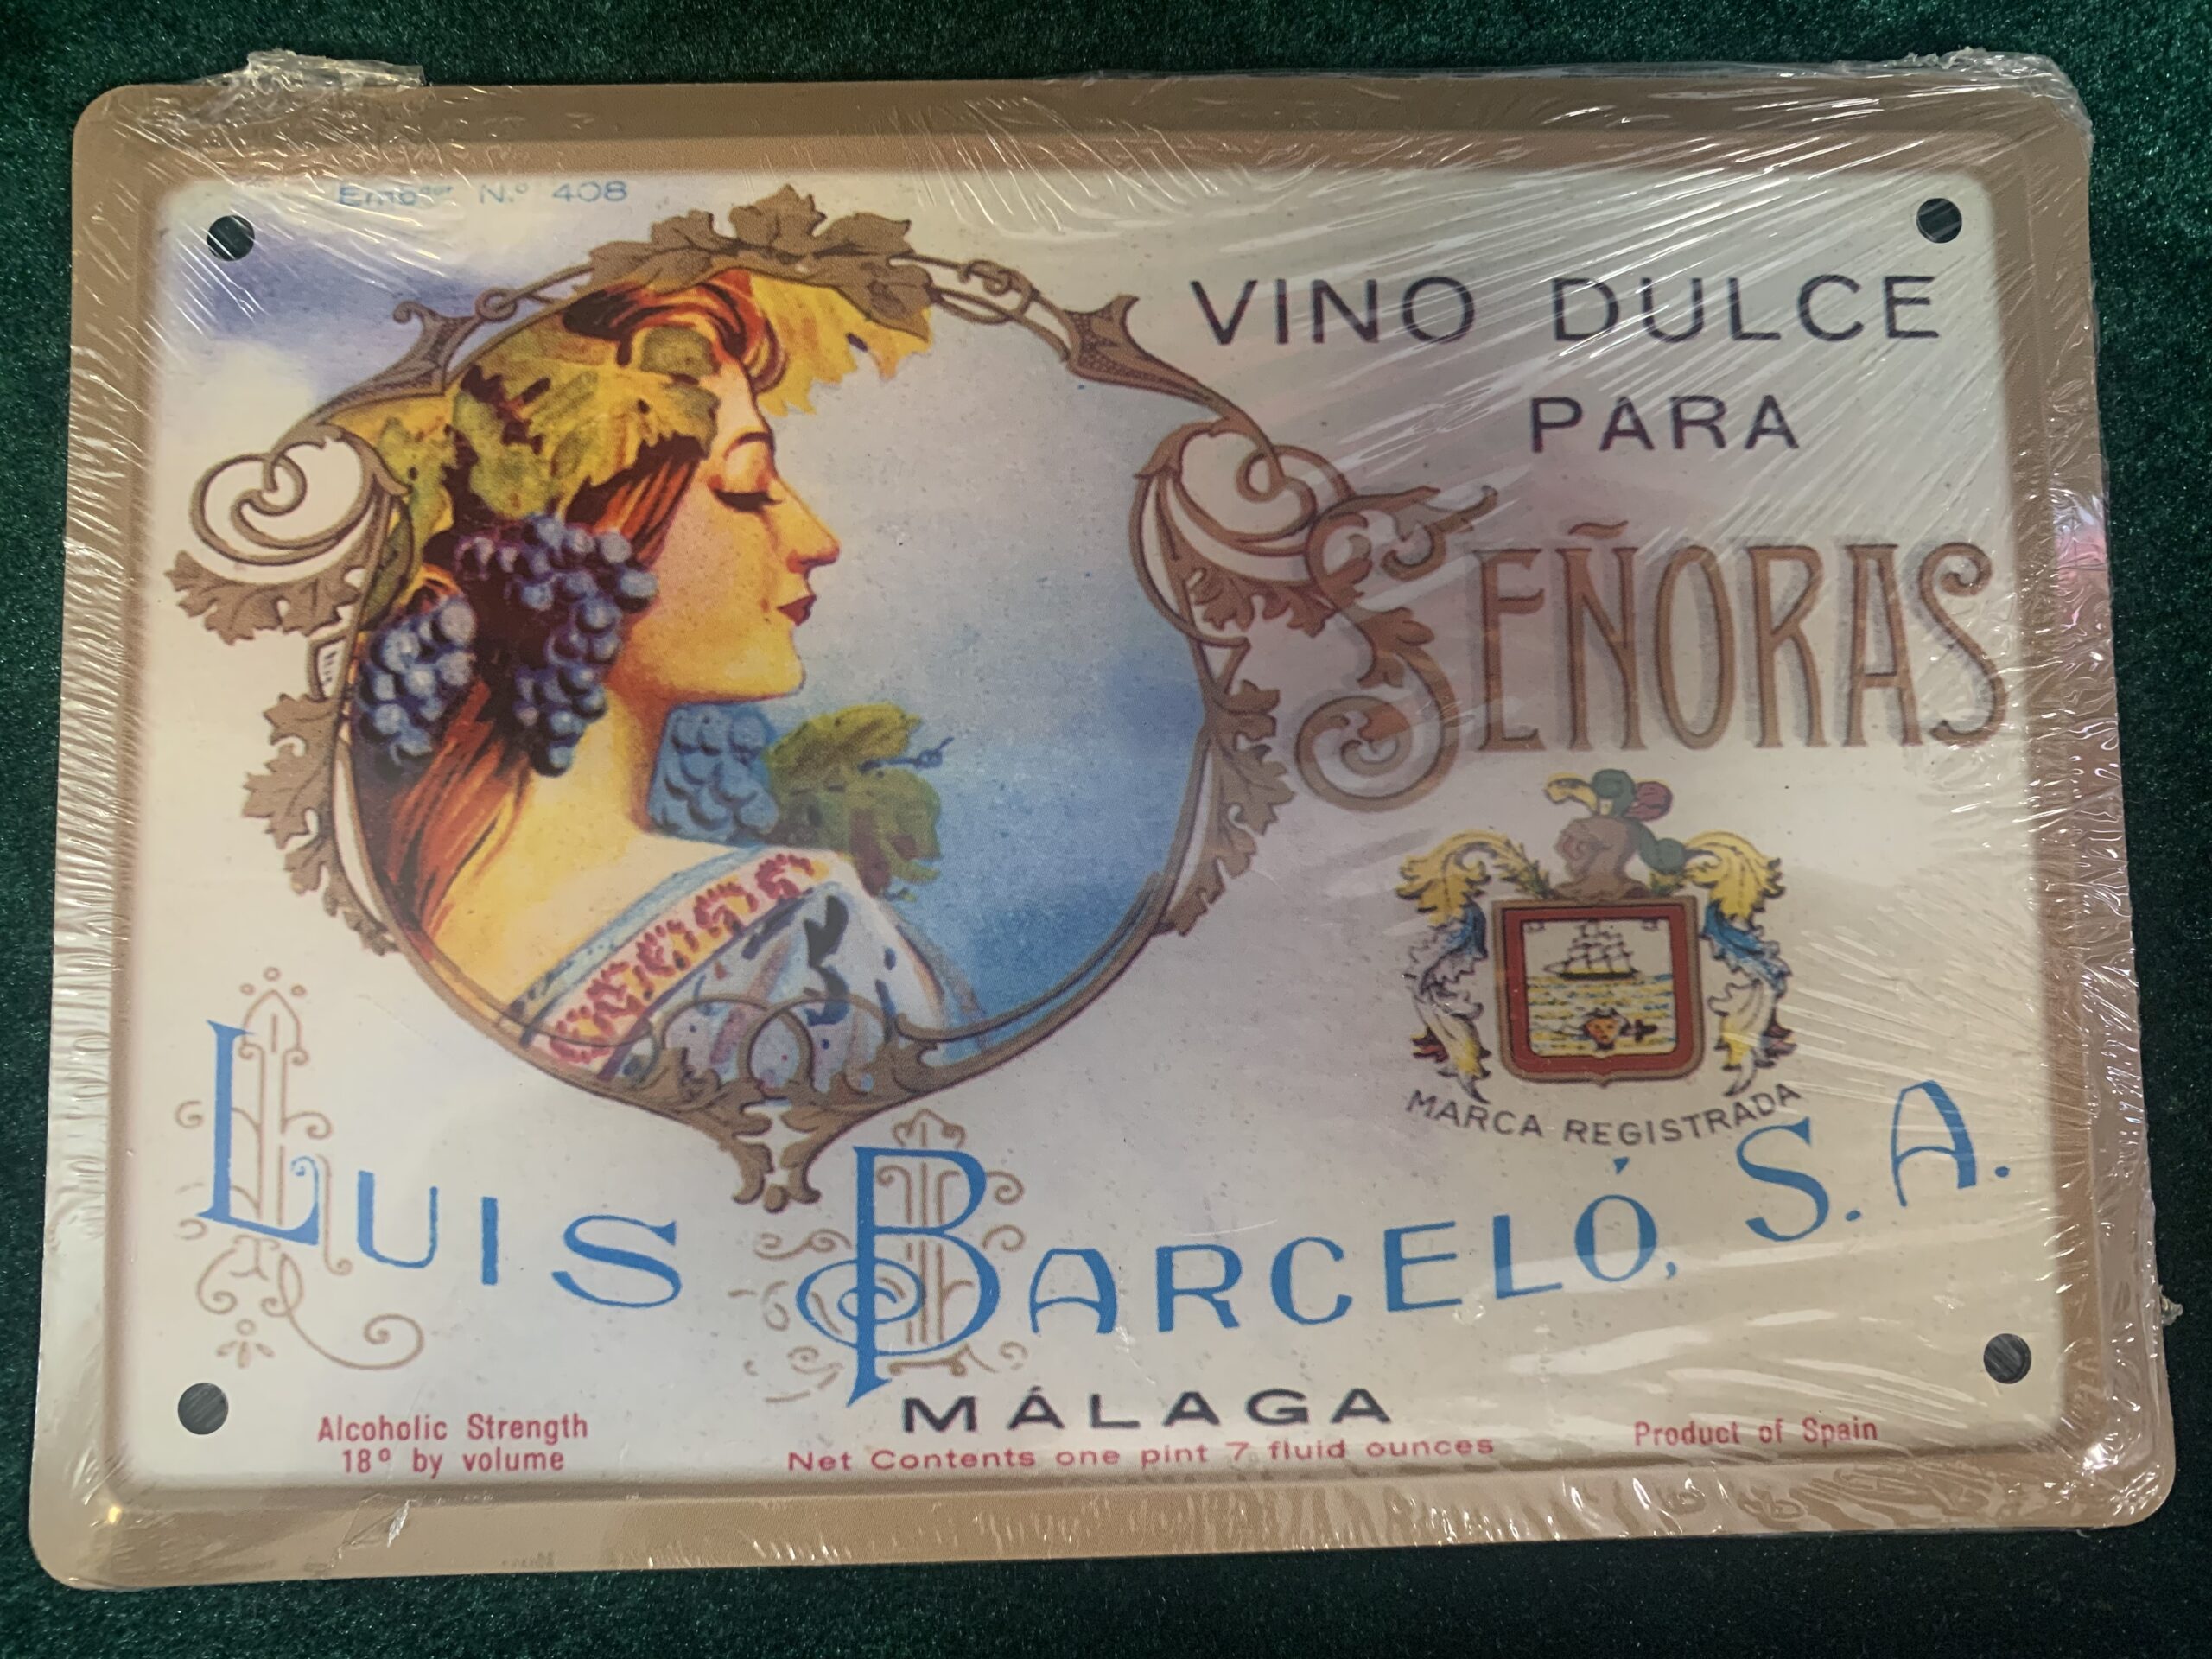 Embor N.º 408
VINO DULCE
PARA
SEÑORAS
MARCA REGISTRADA
LUIS BARCELÓ, S.A.
MÁLAGA
Alcoholic Strength
18º by volume
Net Contents one pint 7 fluid ounces
Product of Spain